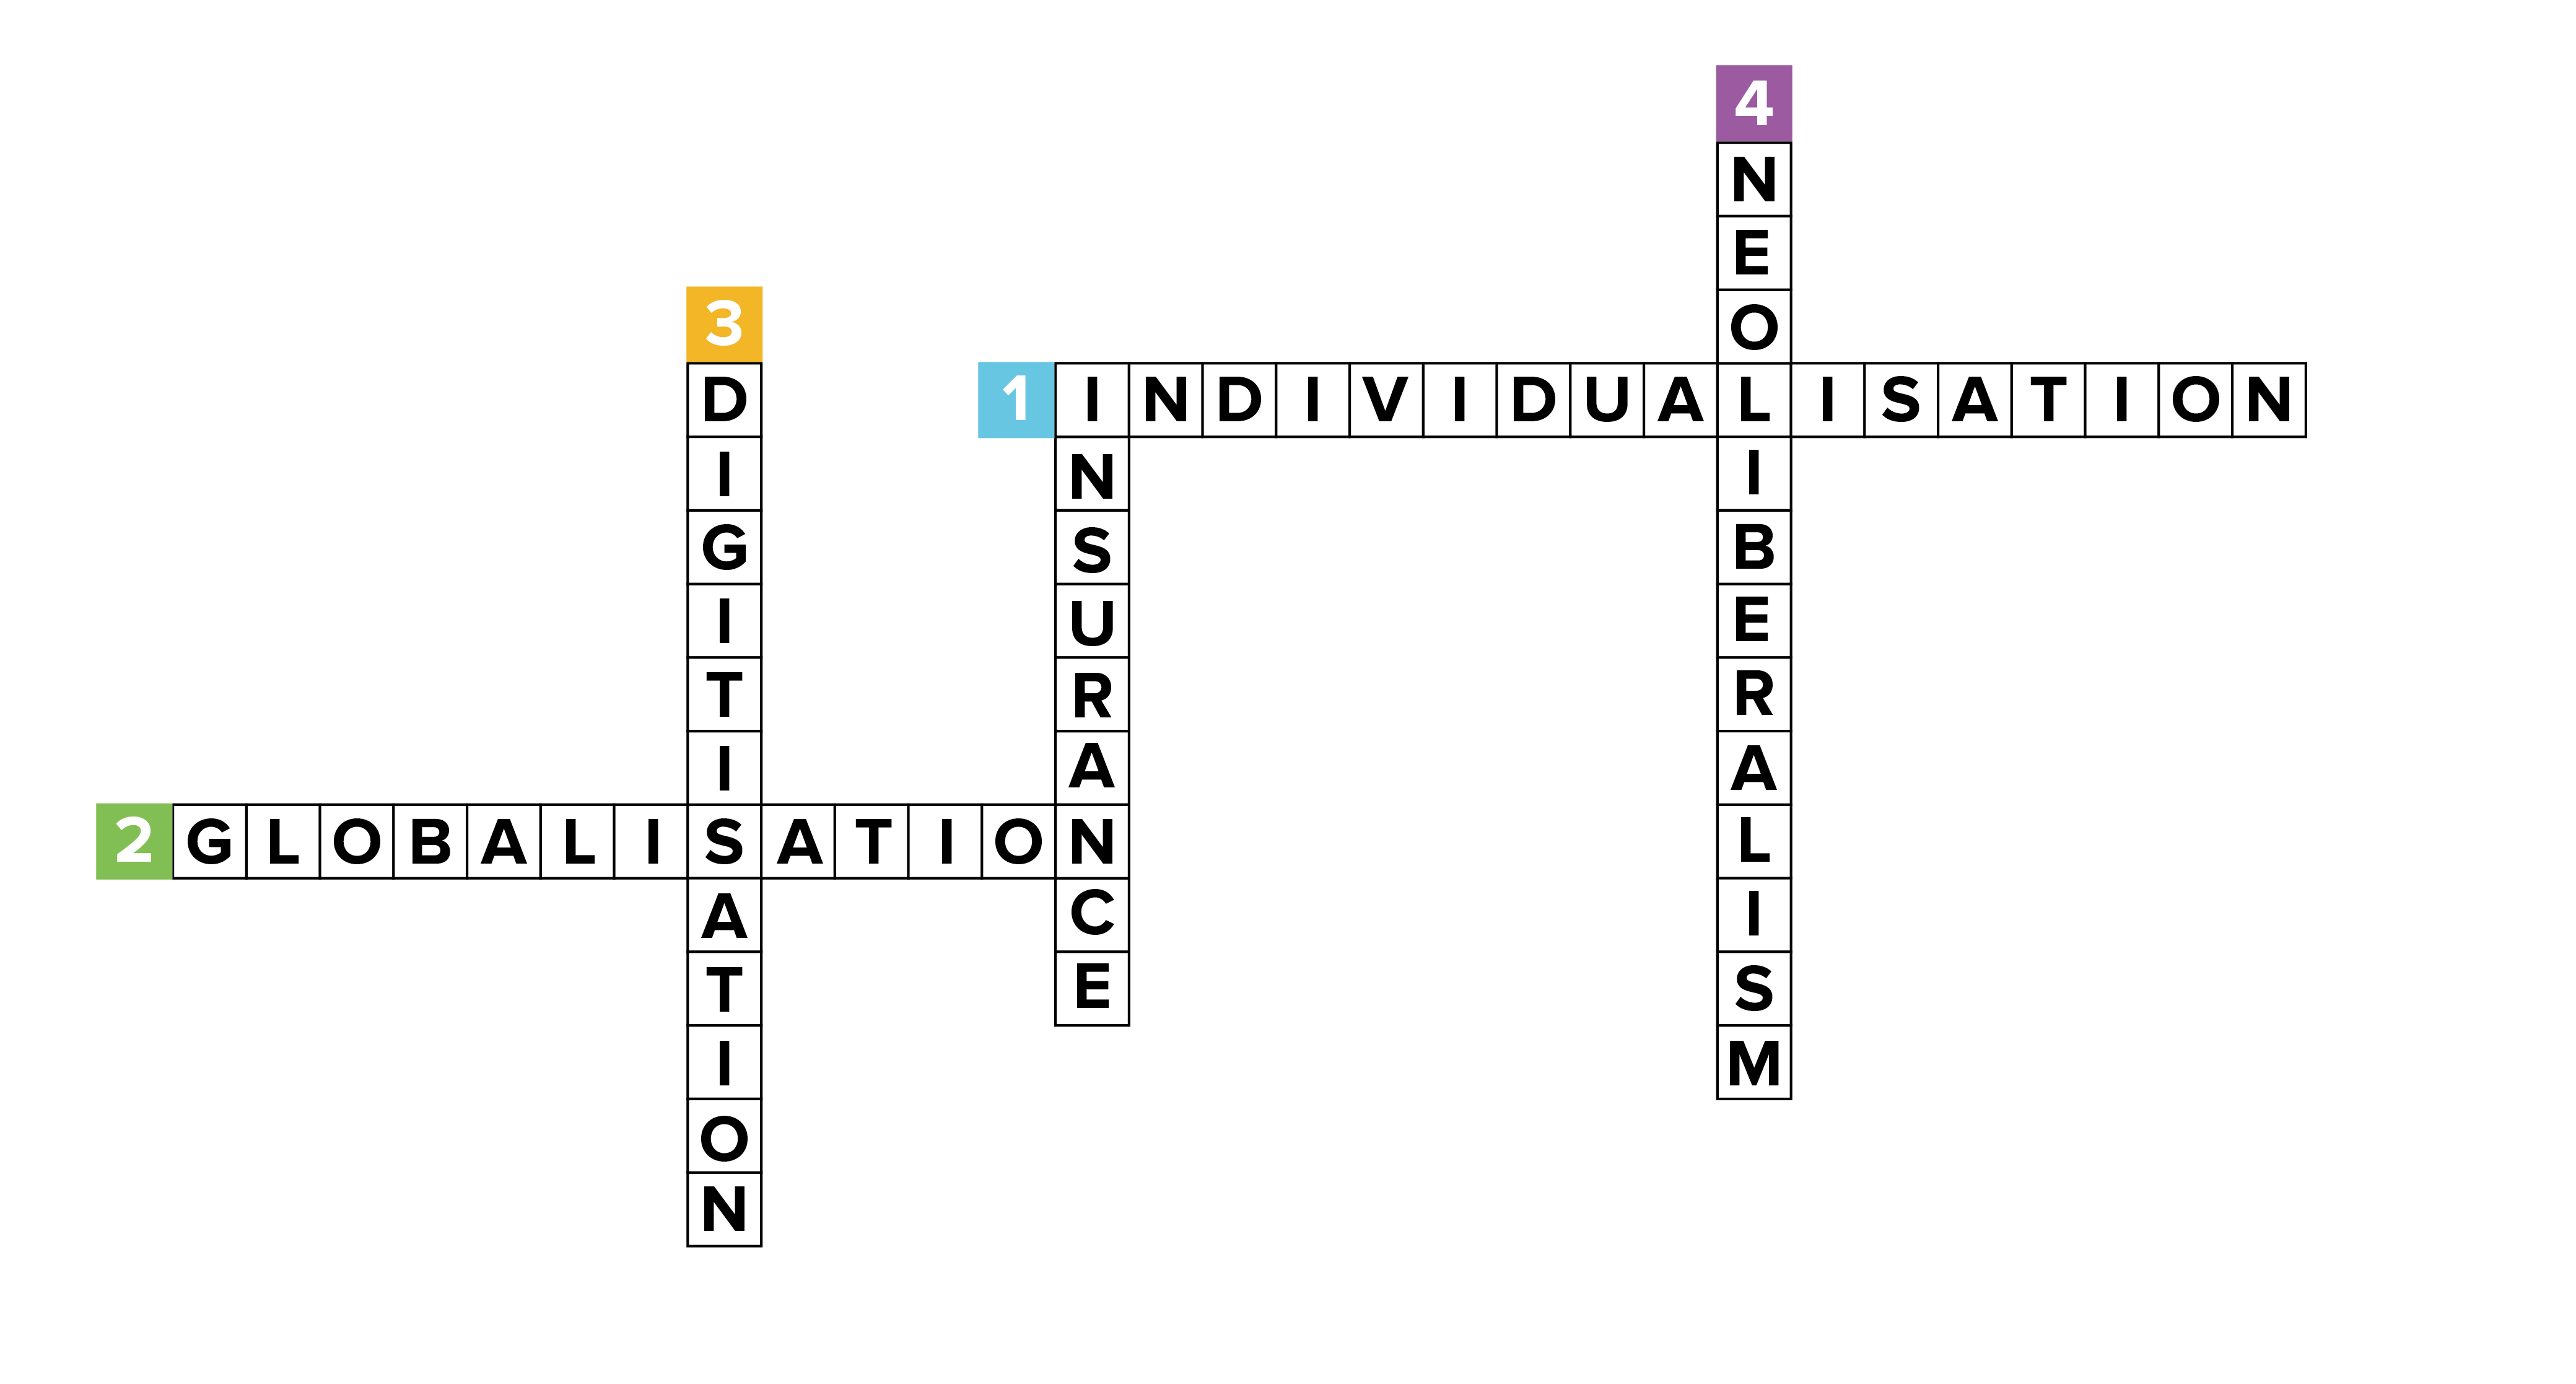 4
NEOLIBERALISM
3
DIGITISATION
1 INDIVIDUALISATION
INSURANCE
2 GLOBALISATION